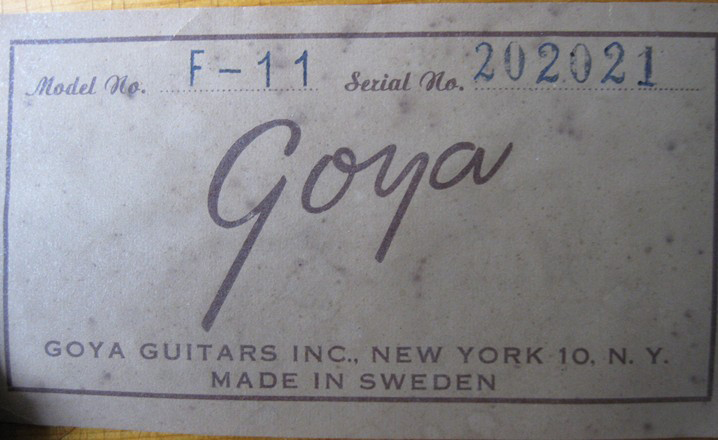 Model No. F-11 Serial No. 202021
Goya
GOYA GUITARS INC., NEW YORK 10, N. Y.
MADE IN SWEDEN